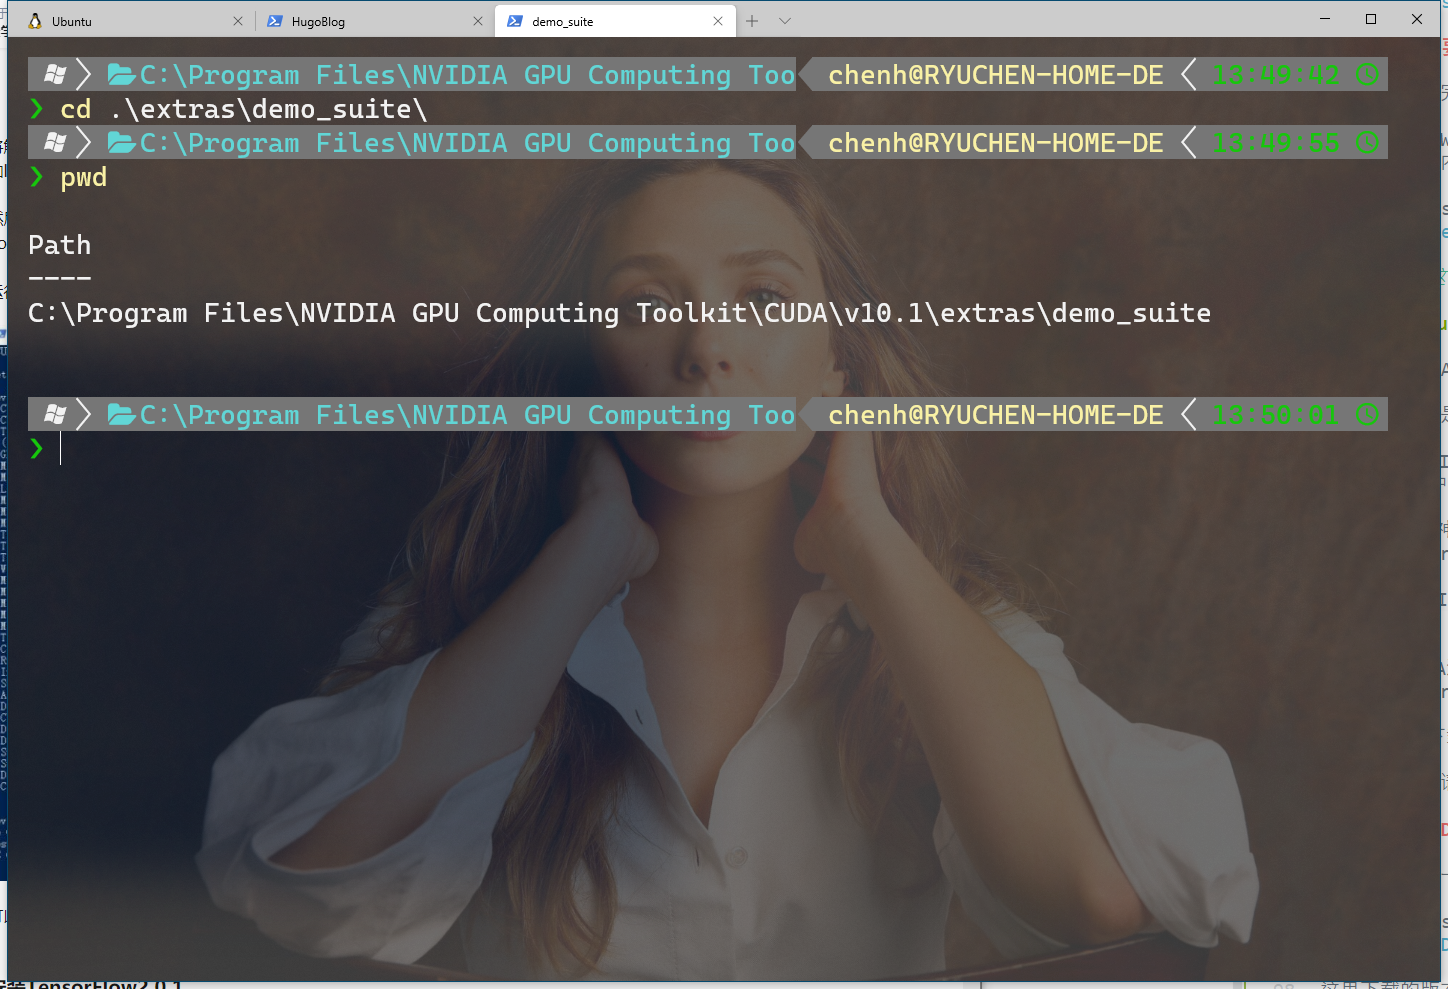 Ubuntu
HugoBlog
demo_suite
C:\Program Files\NVIDIA GPU Computing Too
chenh@RYUCHEN-HOME-DE
13:49:42
❯ cd .\extras\demo_suite\
C:\Program Files\NVIDIA GPU Computing Too
chenh@RYUCHEN-HOME-DE
13:49:55
❯ pwd
Path
----
C:\Program Files\NVIDIA GPU Computing Toolkit\CUDA\v10.1\extras\demo_suite
C:\Program Files\NVIDIA GPU Computing Too
chenh@RYUCHEN-HOME-DE
13:50:01
❯